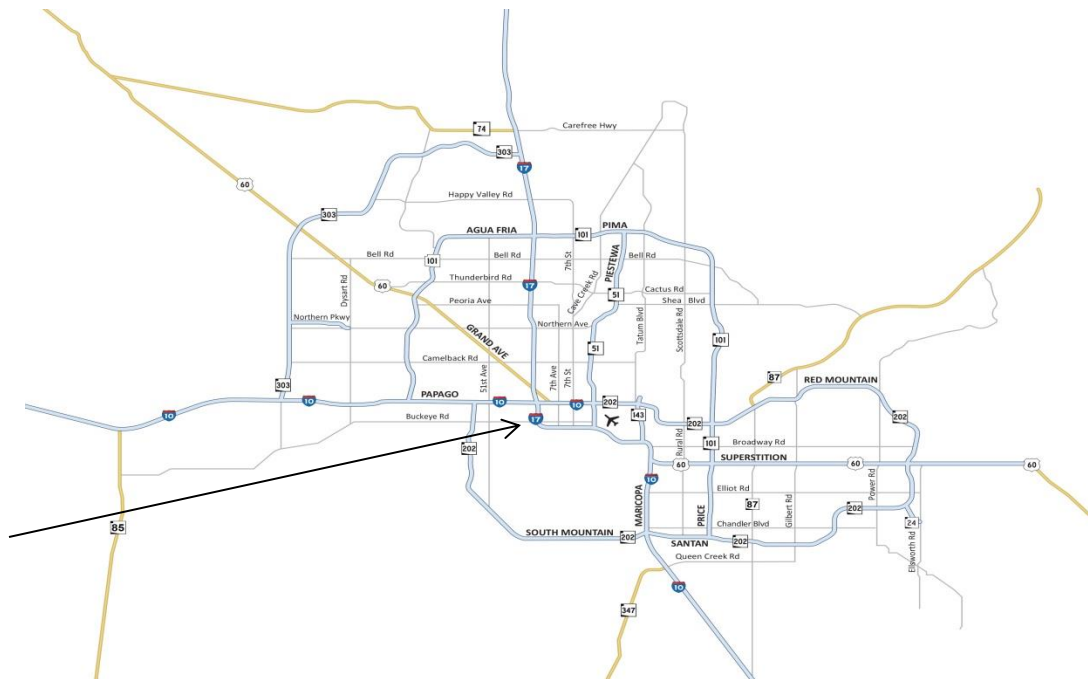 74
Carefree Hwy
303
17
60
Happy Valley Rd
303
AGUA FRIA
101
PIMA
Bell Rd
101
Bell Rd
7th St
PIESTEWA
Bell Rd
Dysart Rd
60
Thunderbird Rd
17
Cave Creek Rd
51
Cactus Rd
Peoria Ave
Shea Blvd
Northern Pkwy
GRAND AVE
Northern Ave
Tatum Blvd
Scottsdale Rd
101
51
Camelback Rd
51st Ave
7th Ave
7th St
303
PAPAGO
87
RED MOUNTAIN
10
10
10
10
202
202
Buckeye Rd
17
143
202
202
Rural Rd
101
Broadway Rd
60
SUPERSTITION
60
60
10
Elliot Rd
Power Rd
MARICOPA
PRICE
87
Gilbert Rd
202
85
SOUTH MOUNTAIN
202
Chandler Blvd
24
SANTAN
202
Ellsworth Rd
Queen Creek Rd
10
347